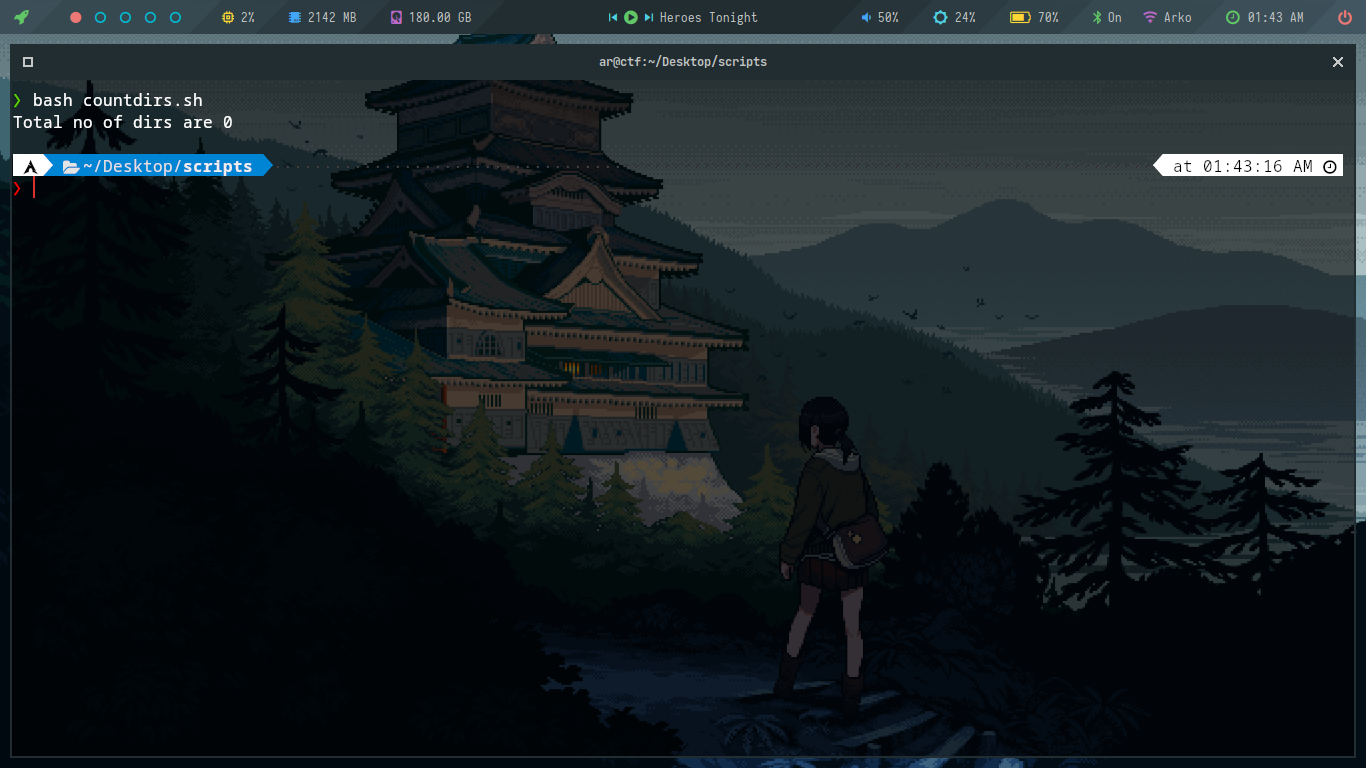 2% 2142 MB 180.00 GB Heroes Tonight 50% 24% 70% On Arko 01:43 AM
ar@ctf:~/Desktop/scripts
❯ bash countdirs.sh
Total no of dirs are 0
~/Desktop/scripts at 01:43:16 AM
❯